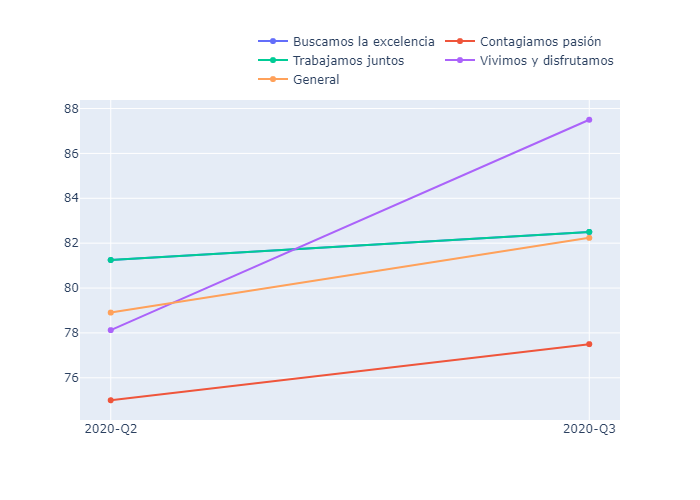 Buscamos la excelencia Contagiamos pasión
Trabajamos juntos Vivimos y disfrutamos
General
88
86
84
82
80
78
76
2020-Q2 2020-Q3